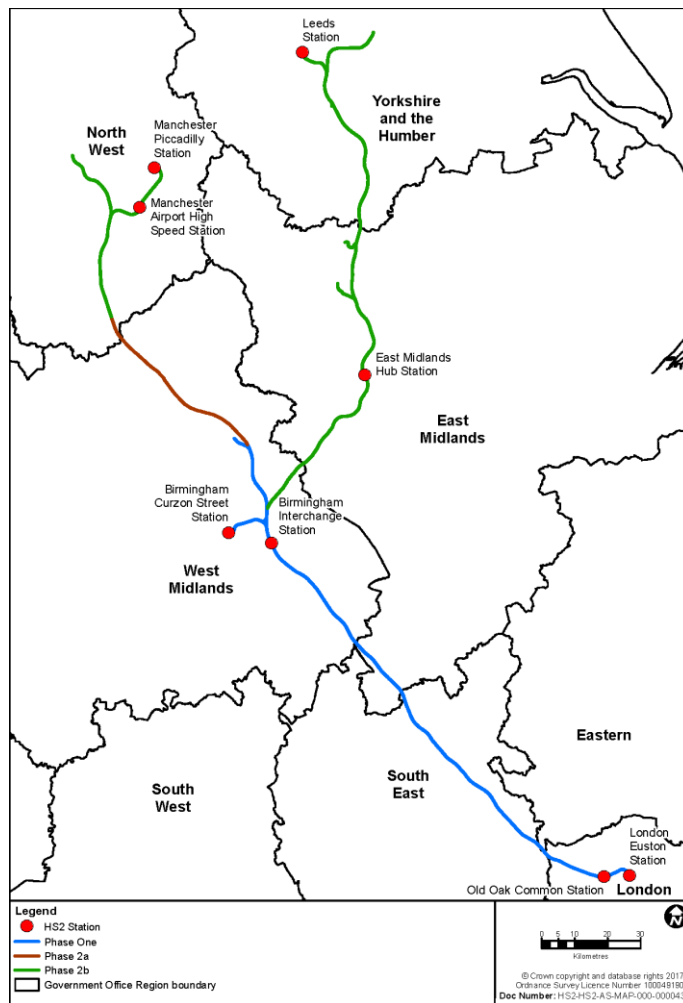 Leeds
Station
Yorkshire
and the
Humber
North
West
Manchester
Piccadilly
Station
Manchester
Airport High
Speed Station
East Midlands
Hub Station
East
Midlands
Birmingham
Curzon Street
Station
Birmingham
Interchange
Station
West
Midlands
Eastern
South
West
South
East
London
Euston
Station
Old Oak Common Station
London
Legend
HS2 Station
Phase One
Phase 2a
Phase 2b
Government Office Region boundary
N
0 5 10 20 30
Kilometres
© Crown copyright and database rights 2017
Ordnance Survey Licence Number 100049190
Doc Number: HS2-HS2-AS-MAP-000-000043